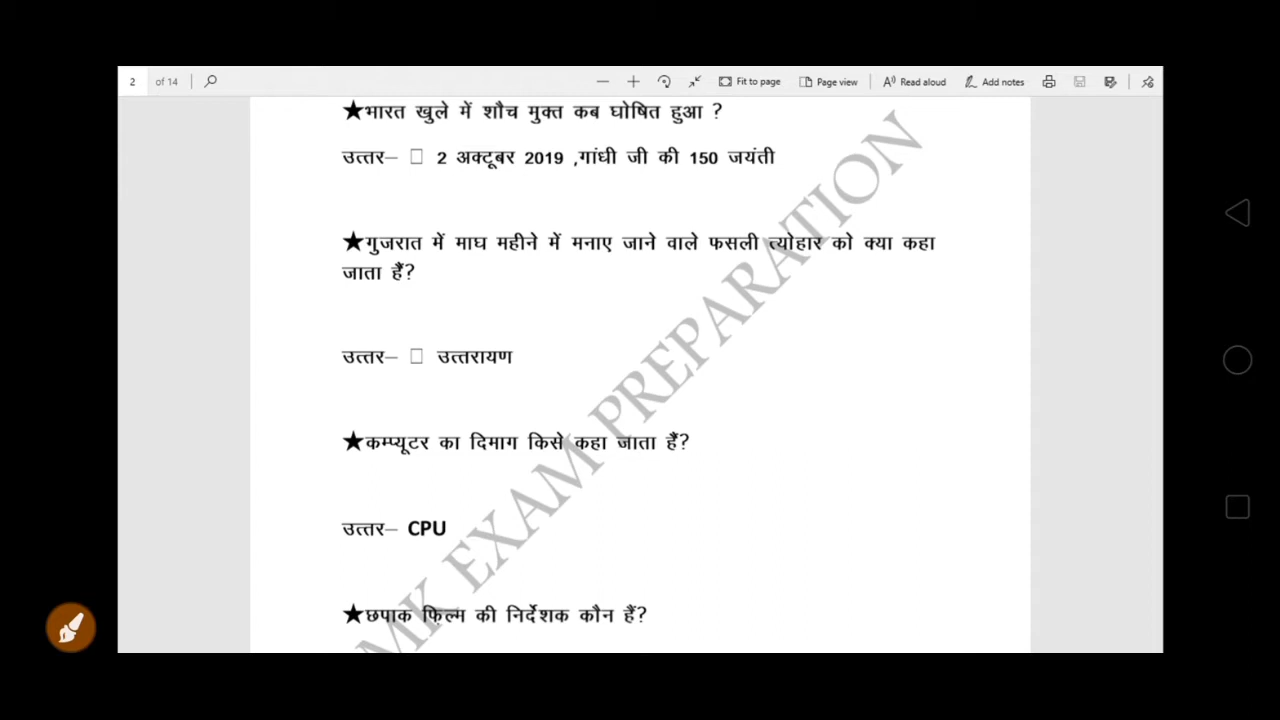 2 of 14 Fit to page Page view Read aloud Add notes
★भारत खुले में शौच मुक्त कब घोषित हुआ ?
उत्तर– □ 2 अक्टूबर 2019 ,गांधी जी की 150 जयंती
★गुजरात में माघ महीने में मनाए जाने वाले फसली त्योहार को क्या कहा
जाता हैं?
उत्तर– □ उत्तरायण
★कम्प्यूटर का दिमाग किसे कहा जाता हैं?
उत्तर– CPU
★छपाक फिल्म की निर्देशक कौन हैं?
MK EXAM PREPARATION